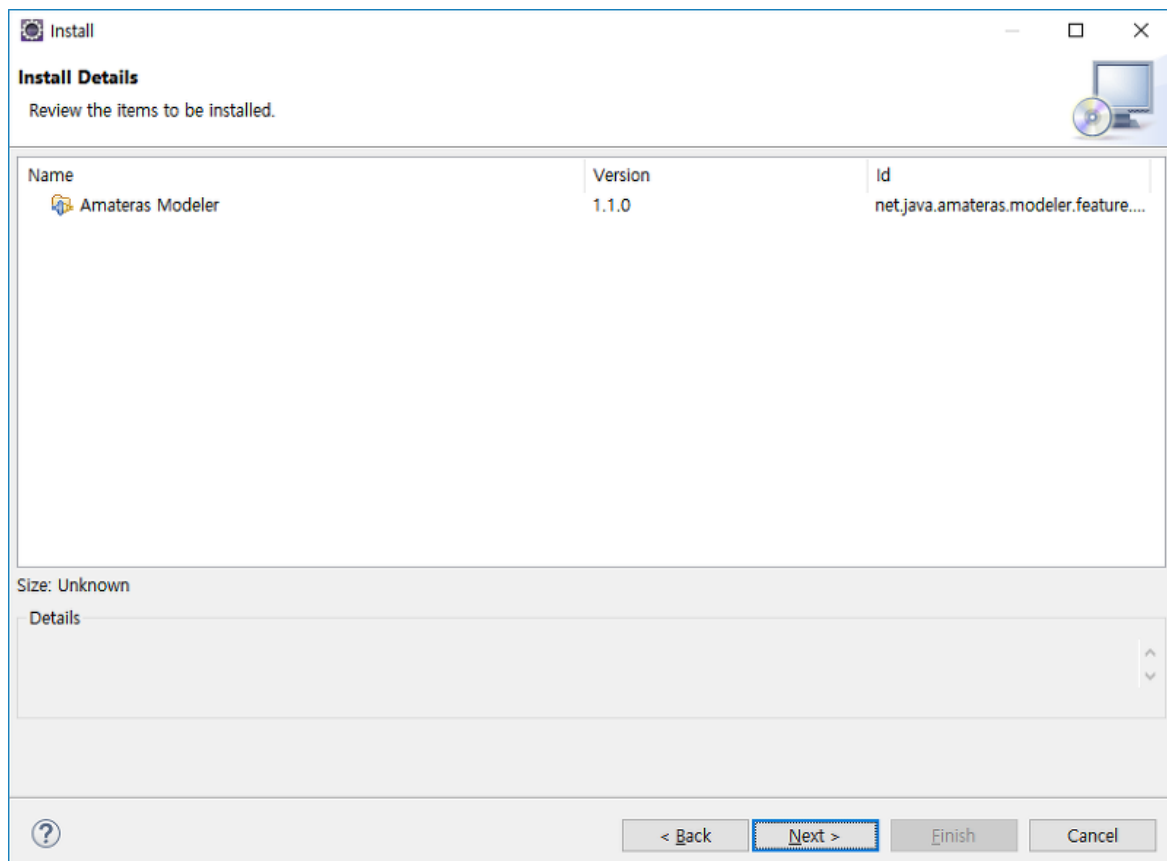 Install
Install Details
Review the items to be installed.
Name Version Id
Amateras Modeler 1.1.0 net.java.amateras.modeler.feature....
Size: Unknown
Details
< Back Next > Finish Cancel